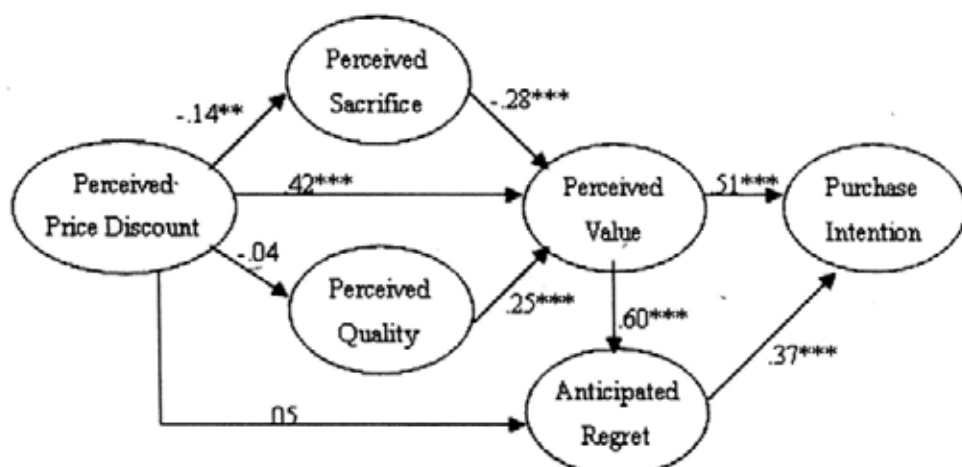 Perceived
Sacrifice
-.14**
-.28***
Perceived
Price Discount
.42***
Perceived
Value
.51***
Purchase
Intention
-.04
Perceived
Quality
.25***
.60***
.37***
.05
Anticipated
Regret